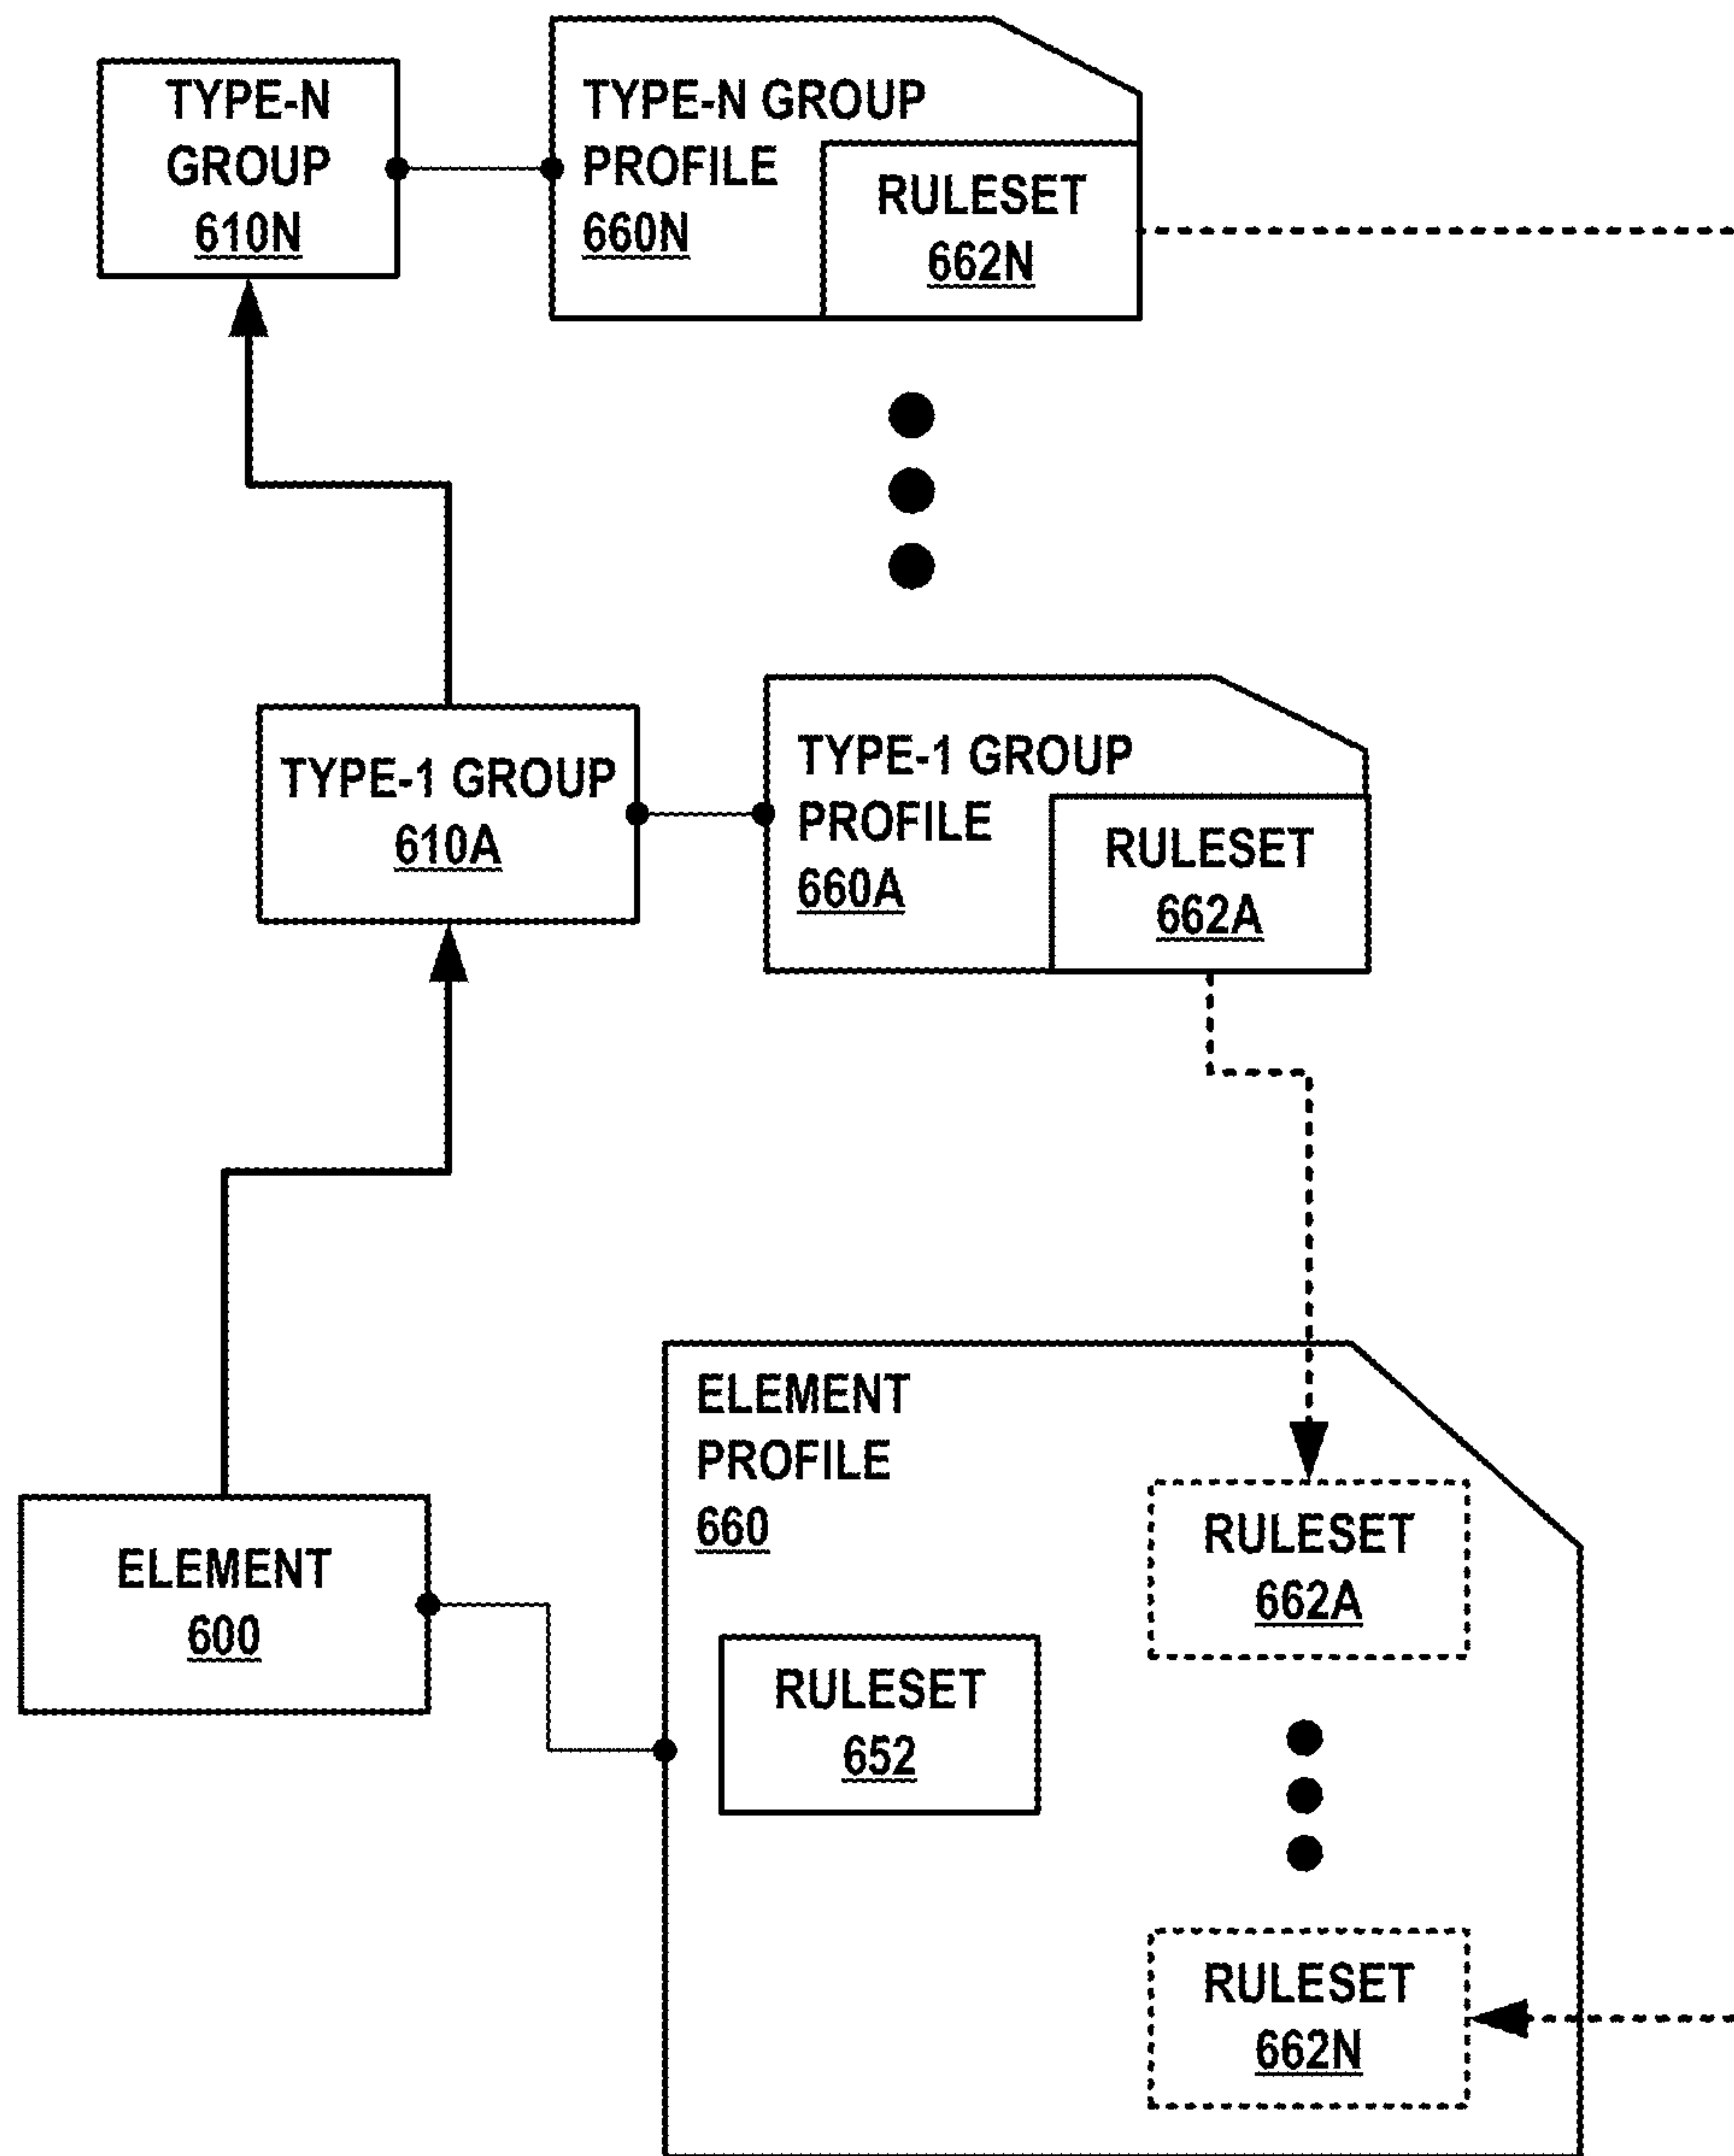 TYPE-N
GROUP
610N
TYPE-N GROUP
PROFILE
660N
RULESET
662N
TYPE-1 GROUP
610A
TYPE-1 GROUP
PROFILE
660A
RULESET
662A
ELEMENT
600
ELEMENT
PROFILE
660
RULESET
652
RULESET
662A
RULESET
662N